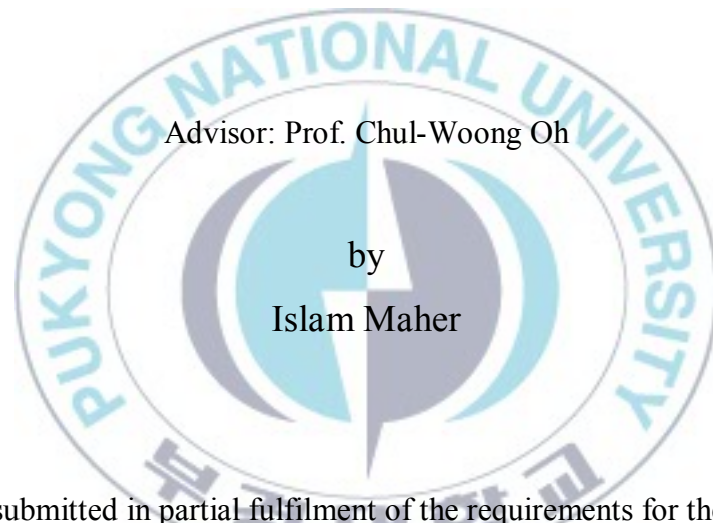 PUKYONG NATIONAL UNIVERSITY
Advisor: Prof. Chul-Woong Oh
by
Islam Maher
submitted in partial fulfilment of the requirements for the